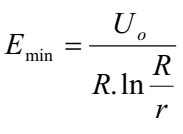 E_min = U_o / (R.ln R/r)